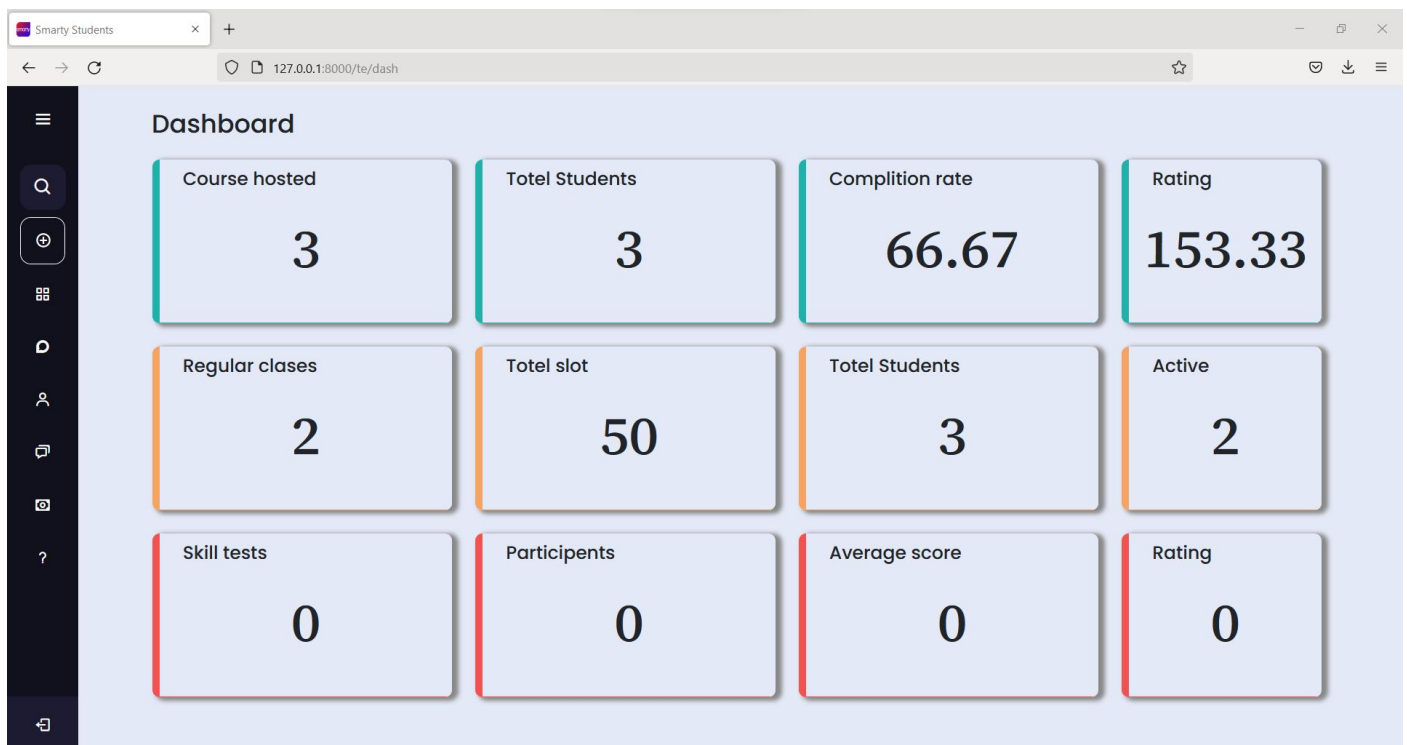 Smarty Students
127.0.0.1:8000/te/dash
Dashboard
Course hosted
3
Totel Students
3
Complition rate
66.67
Rating
153.33
Regular clases
2
Totel slot
50
Totel Students
3
Active
2
Skill tests
0
Participents
0
Average score
0
Rating
0